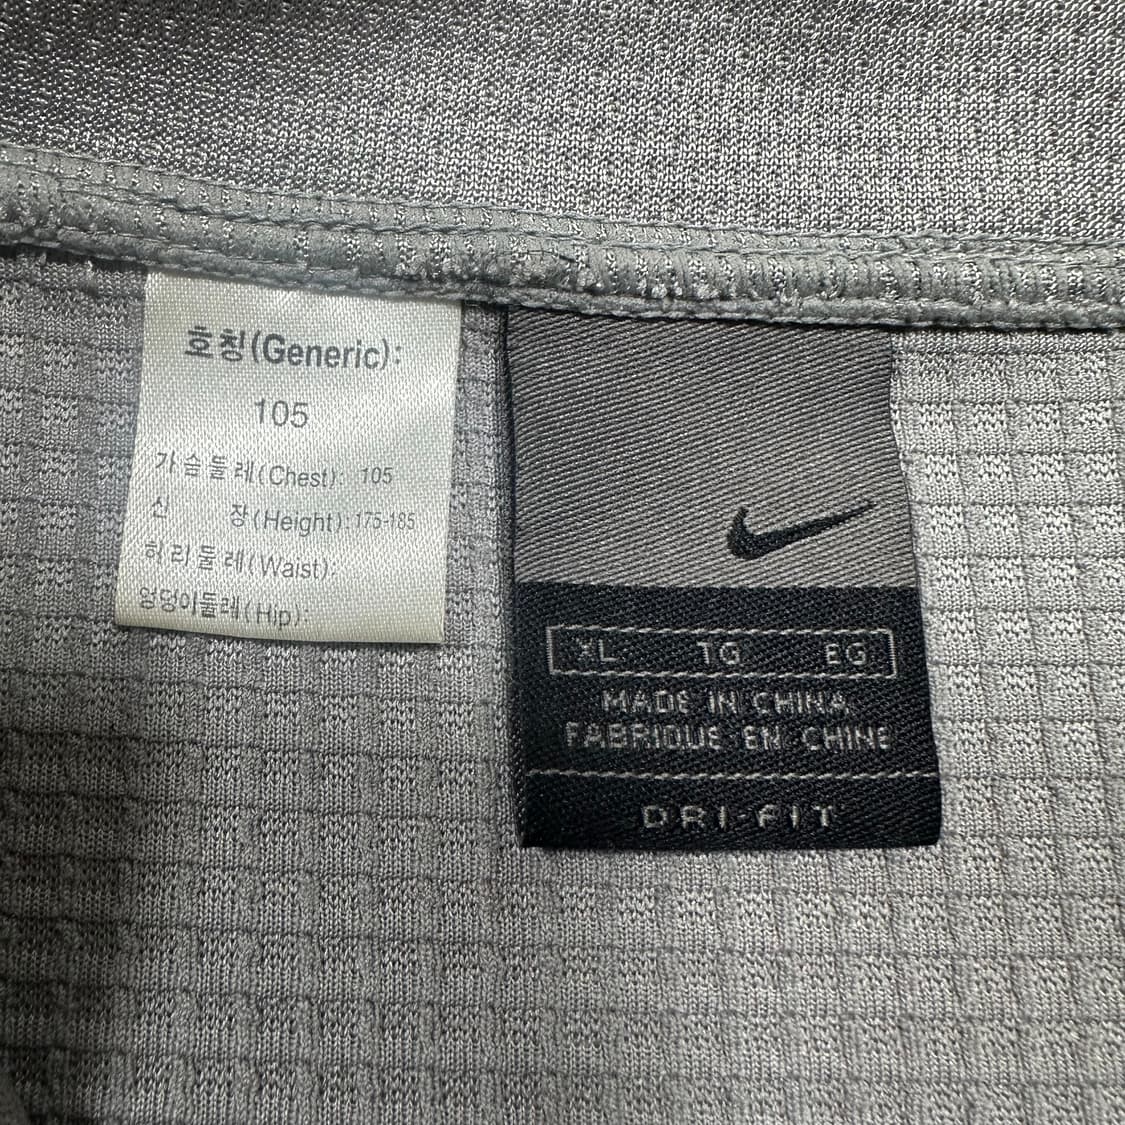 호칭(Generic):
105
가슴둘레(Chest): 105
신 장(Height): 175-185
허리둘레(Waist):
엉덩이둘레(Hip):
XL TG EG
MADE IN CHINA
FABRIQUE EN CHINE
DRI-FIT